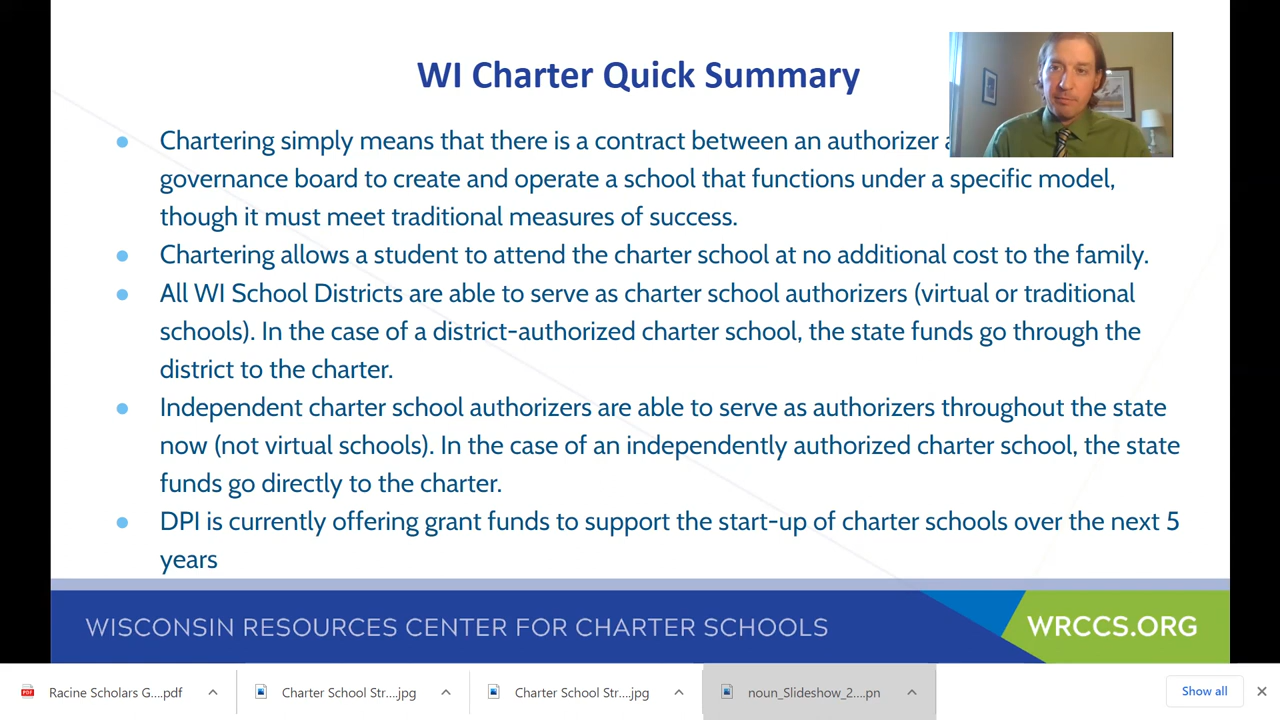 WI Charter Quick Summary
Chartering simply means that there is a contract between an authorizer
governance board to create and operate a school that functions under a specific model,
though it must meet traditional measures of success.
Chartering allows a student to attend the charter school at no additional cost to the family.
All WI School Districts are able to serve as charter school authorizers (virtual or traditional
schools). In the case of a district-authorized charter school, the state funds go through the
district to the charter.
Independent charter school authorizers are able to serve as authorizers throughout the state
now (not virtual schools). In the case of an independently authorized charter school, the state
funds go directly to the charter.
DPI is currently offering grant funds to support the start-up of charter schools over the next 5
years
WISCONSIN RESOURCES CENTER FOR CHARTER SCHOOLS
WRCCS.ORG
PDF
Racine Scholars G....pdf
Charter School Str....jpg
Charter School Str....jpg
noun_Slideshow_2....pn
Show all